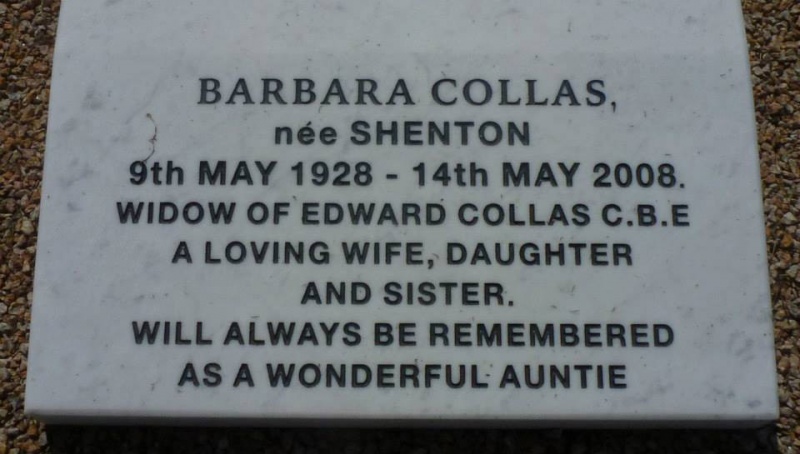 BARBARA COLLAS,
née SHENTON
9th MAY 1928 - 14th MAY 2008.
WIDOW OF EDWARD COLLAS C.B.E
A LOVING WIFE, DAUGHTER
AND SISTER.
WILL ALWAYS BE REMEMBERED
AS A WONDERFUL AUNTIE